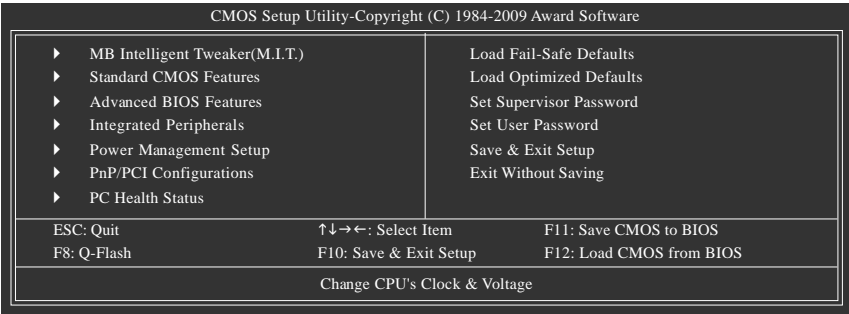 CMOS Setup Utility-Copyright (C) 1984-2009 Award Software
MB Intelligent Tweaker(M.I.T.)
Standard CMOS Features
Advanced BIOS Features
Integrated Peripherals
Power Management Setup
PnP/PCI Configurations
PC Health Status
Load Fail-Safe Defaults
Load Optimized Defaults
Set Supervisor Password
Set User Password
Save & Exit Setup
Exit Without Saving
ESC: Quit
↑↓→←: Select Item
F11: Save CMOS to BIOS
F8: Q-Flash
F10: Save & Exit Setup
F12: Load CMOS from BIOS
Change CPU's Clock & Voltage